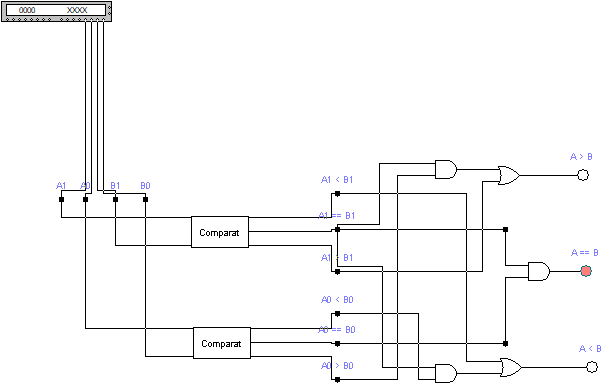 0000 XXXX
A > B
A1 A0 B1 B0
A1 < B1
A1 == B1
Comparat
A1 > B1
A == B
A0 < B0
A0 == B0
Comparat
A < B
A0 > B0